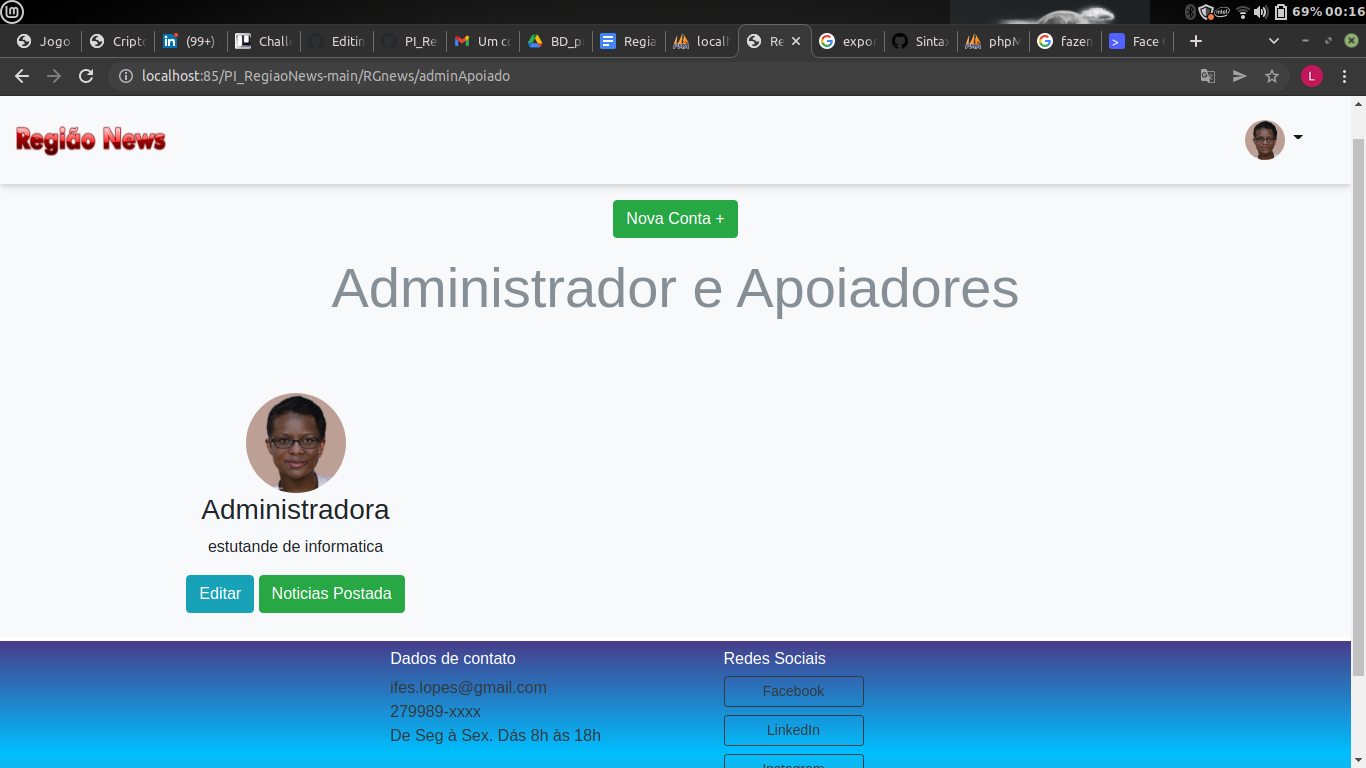 69% 00:16
Jogo
Cripto
(99+)
Chall
Editin
PI_Re
Um co
BD_p
Regia
local
Re
expor
Sintax
phpM
fazen
Face
localhost:85/PI_RegiaoNews-main/RGnews/adminApoiado
L
Região News
Nova Conta +
Administrador e Apoiadores
Administradora
estutande de informatica
Editar
Noticias Postada
Dados de contato
ifes.lopes@gmail.com
279989-xxxx
De Seg à Sex. Dás 8h às 18h
Redes Sociais
Facebook
LinkedIn
Instagram